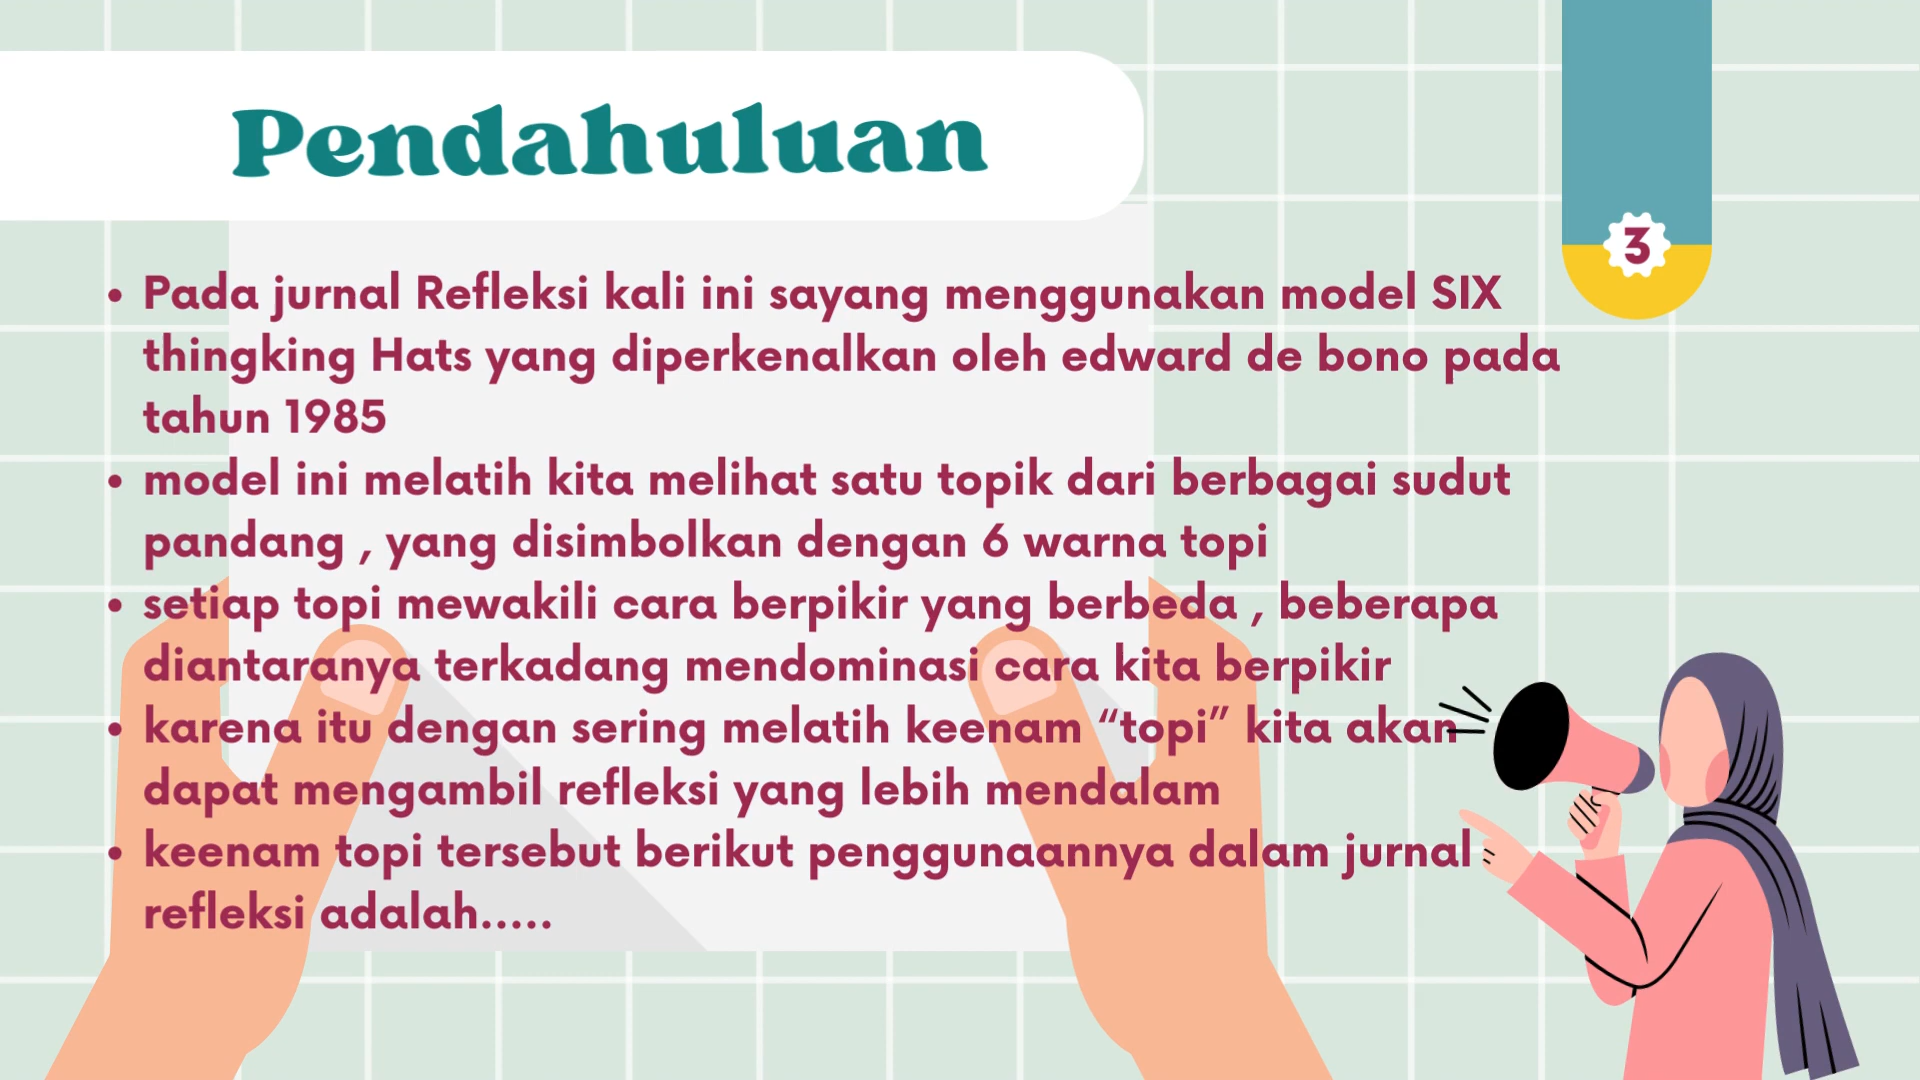 Pendahuluan
3
• Pada jurnal Refleksi kali ini sayang menggunakan model SIX
thingking Hats yang diperkenalkan oleh edward de bono pada
tahun 1985
• model ini melatih kita melihat satu topik dari berbagai sudut
pandang , yang disimbolkan dengan 6 warna topi
• setiap topi mewakili cara berpikir yang berbeda , beberapa
diantaranya terkadang mendominasi cara kita berpikir
• karena itu dengan sering melatih keenam “topi” kita akan
dapat mengambil refleksi yang lebih mendalam
• keenam topi tersebut berikut penggunaannya dalam jurnal
refleksi adalah.....